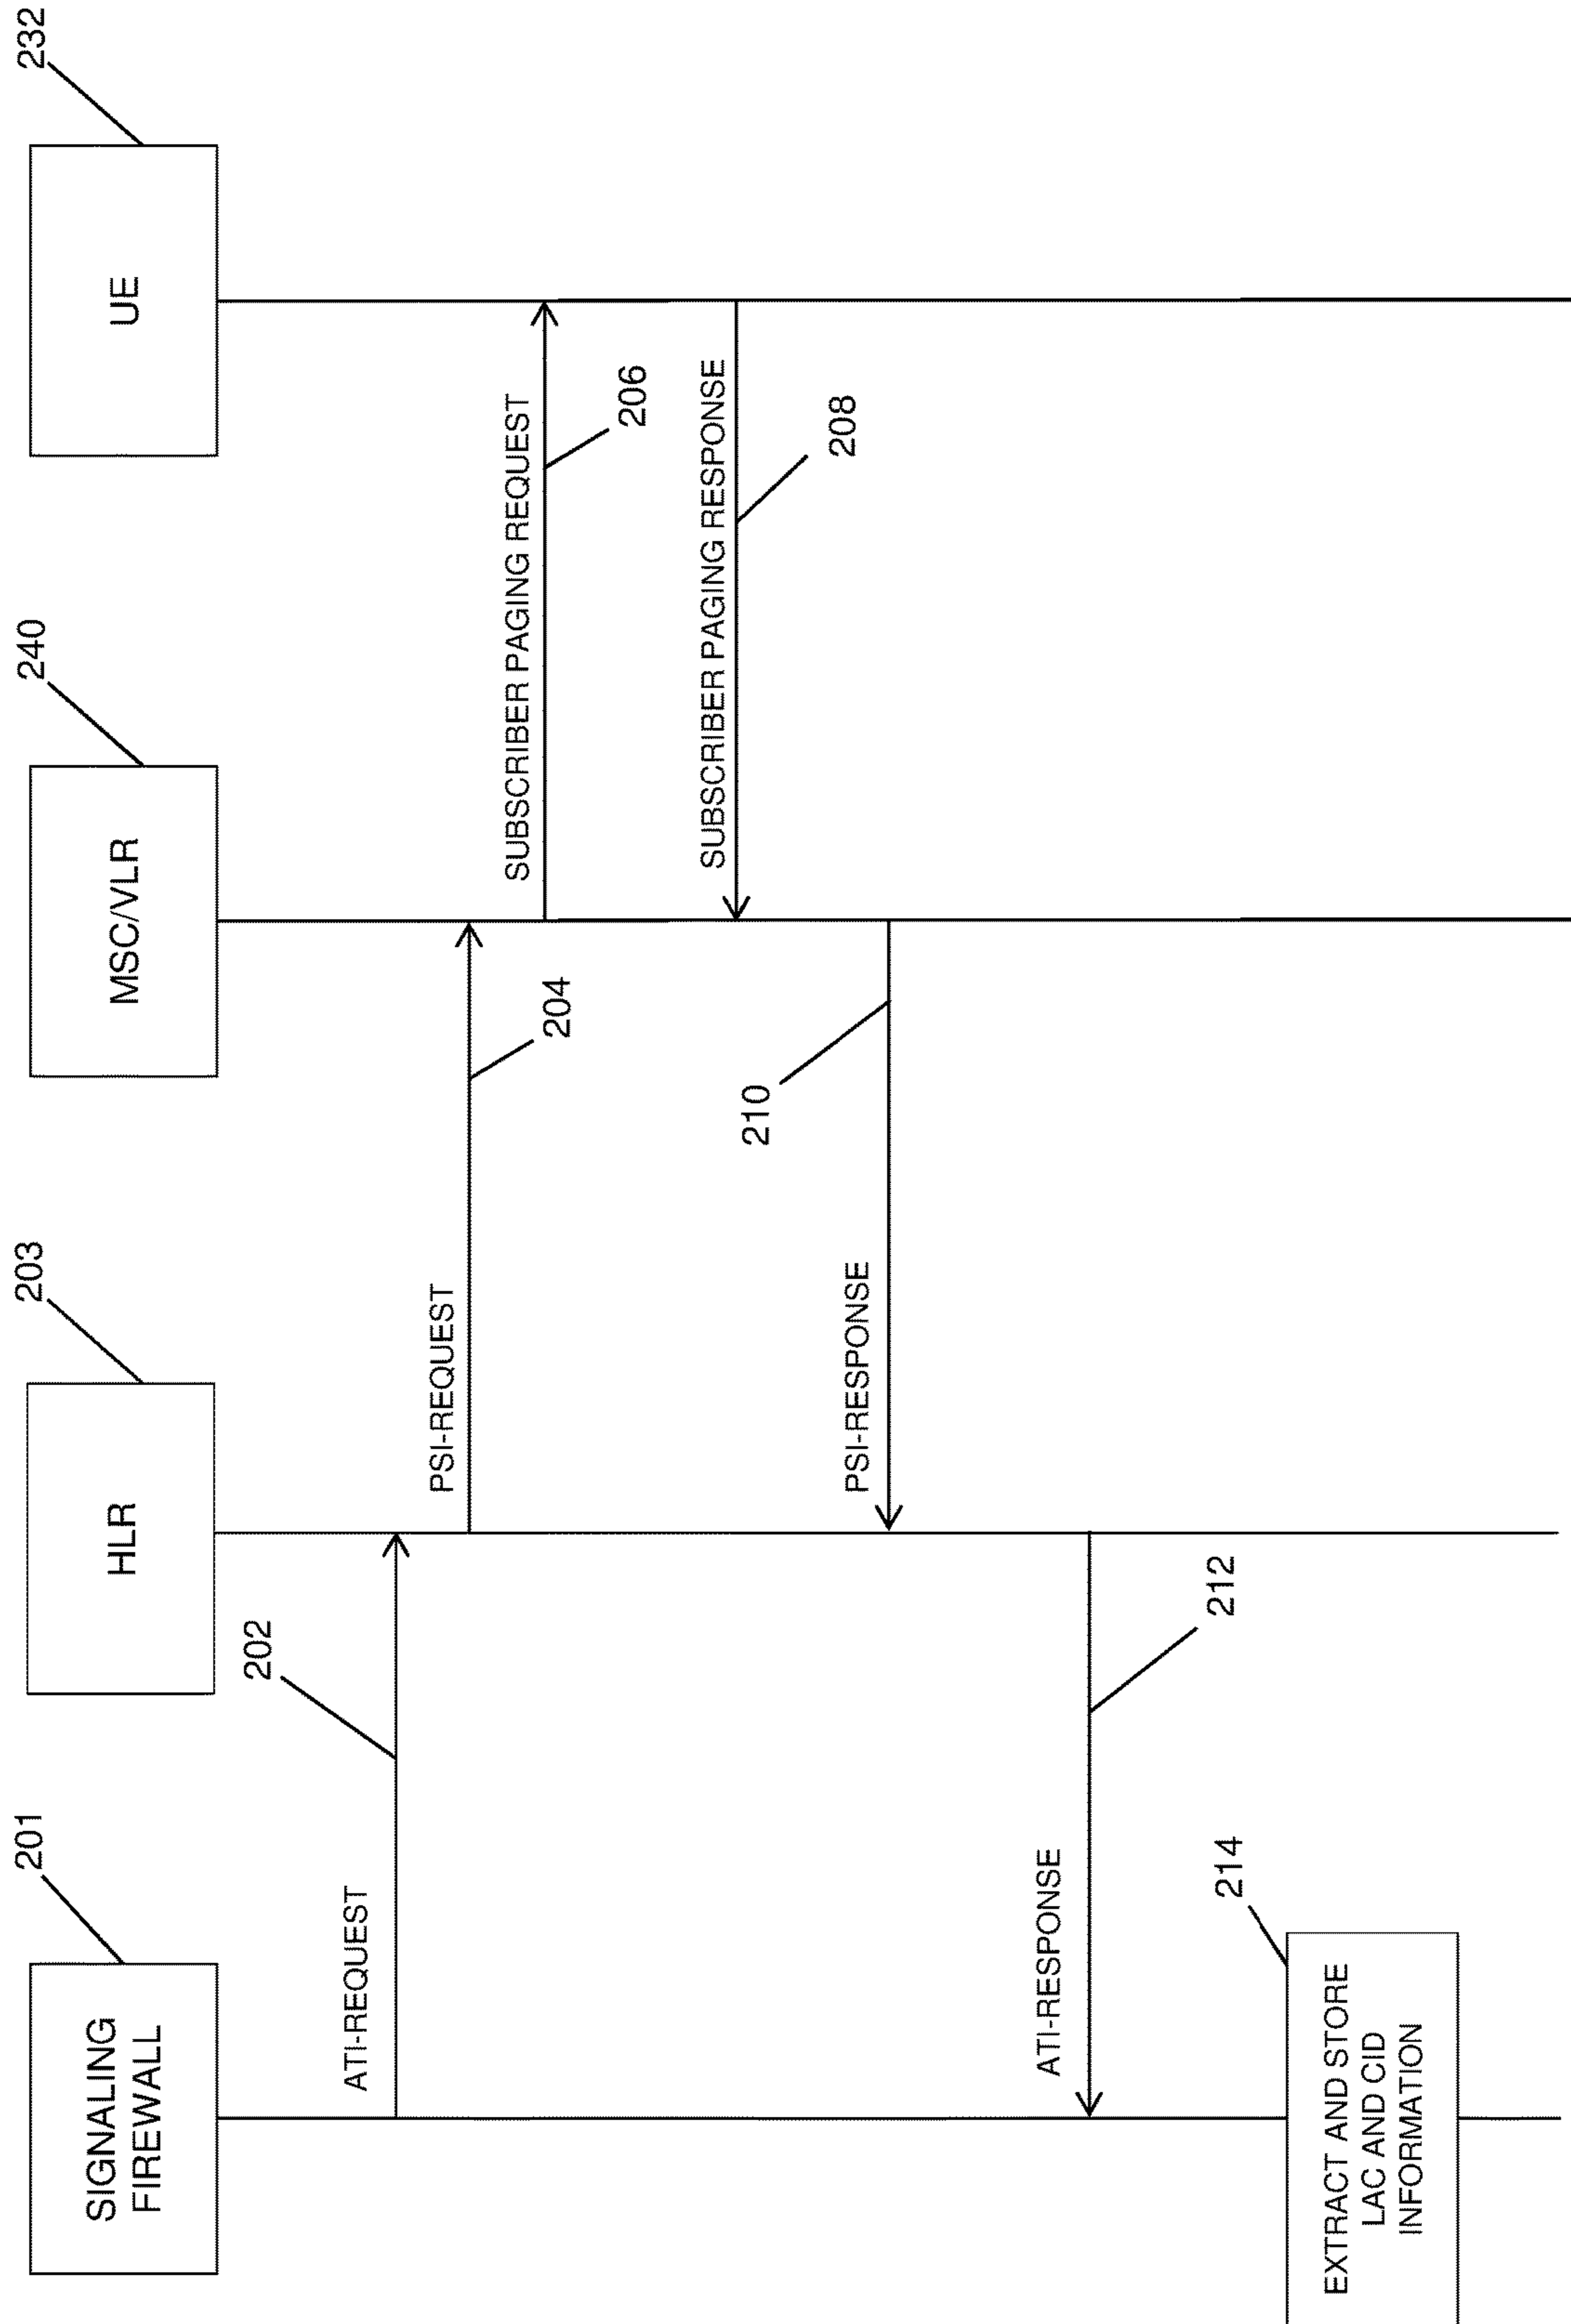 SIGNALING
FIREWALL
201
HLR
203
MSC/VLR
240
UE
232
ATI-REQUEST
202
PSI-REQUEST
204
SUBSCRIBER PAGING REQUEST
206
SUBSCRIBER PAGING RESPONSE
208
PSI-RESPONSE
210
ATI-RESPONSE
212
EXTRACT AND STORE
LAC AND CID
INFORMATION
214